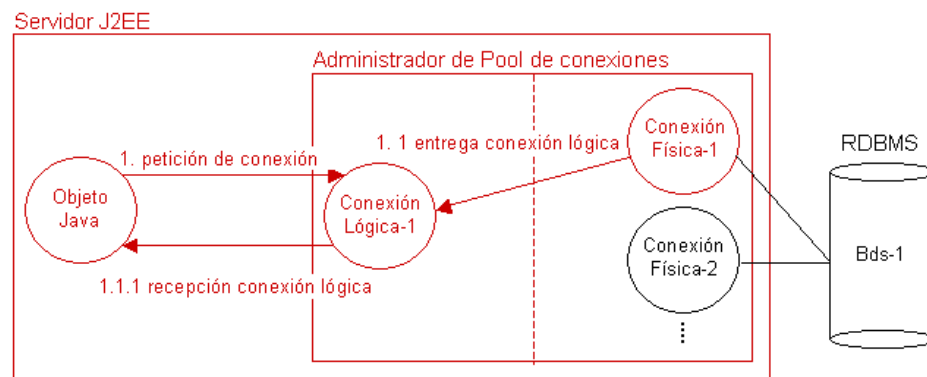 Servidor J2EE
Administrador de Pool de conexiones
1. petición de conexión
1. 1 entrega conexión lógica
Conexión
Física-1
RDBMS
Objeto
Java
Conexión
Lógica-1
Conexión
Física-2
Bds-1
1.1.1 recepción conexión lógica